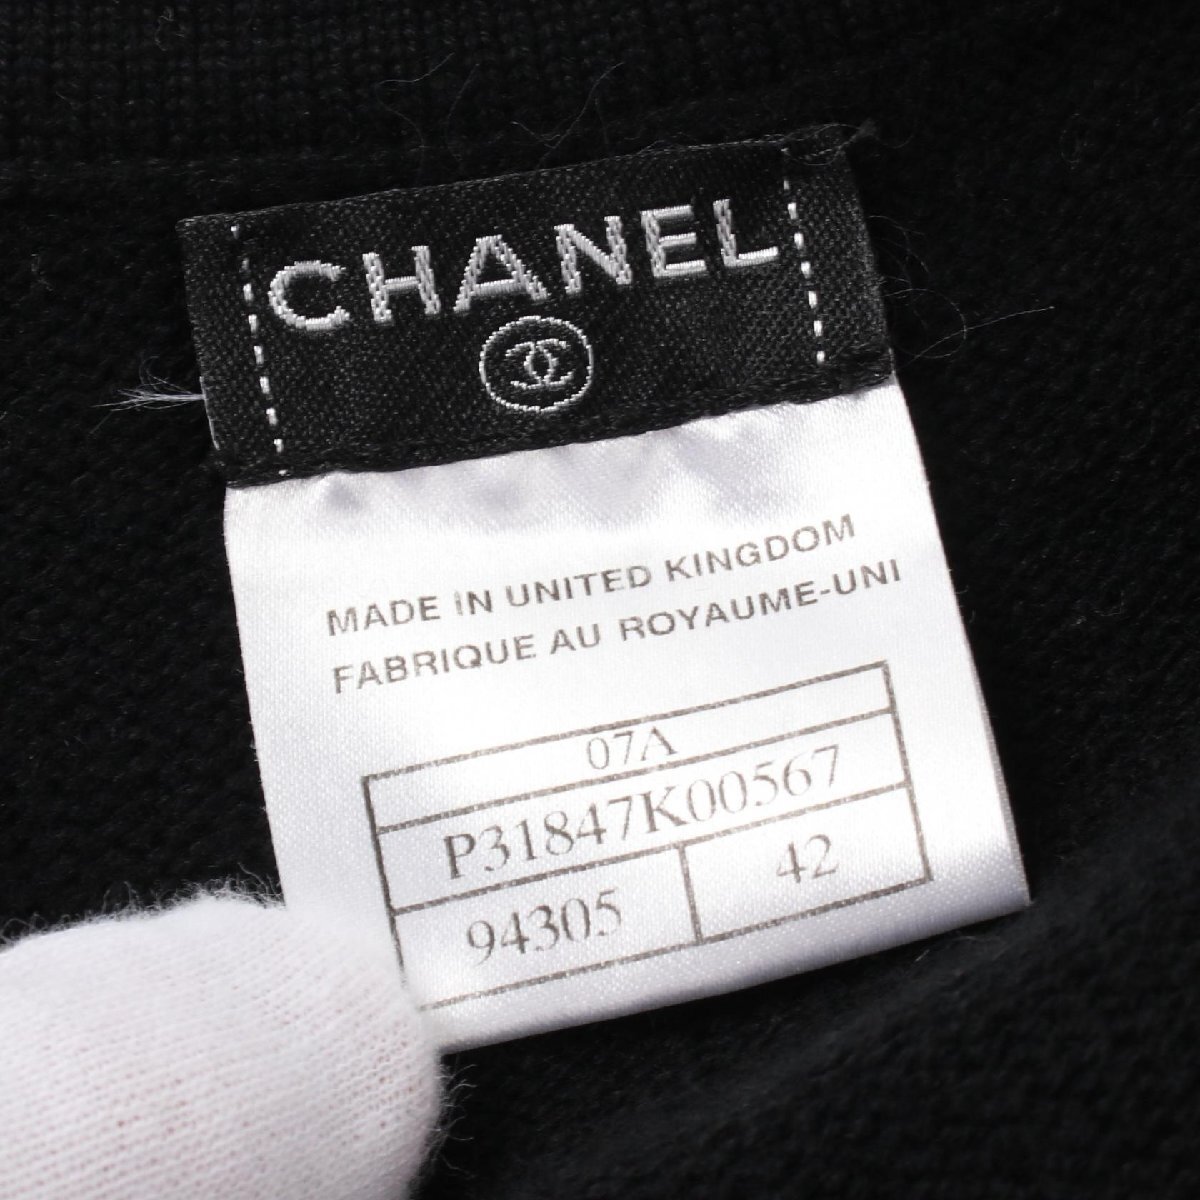 CHANEL
MADE IN UNITED KINGDOM
FABRIQUE AU ROYAUME-UNI
07A
P31847K00567
94305 42